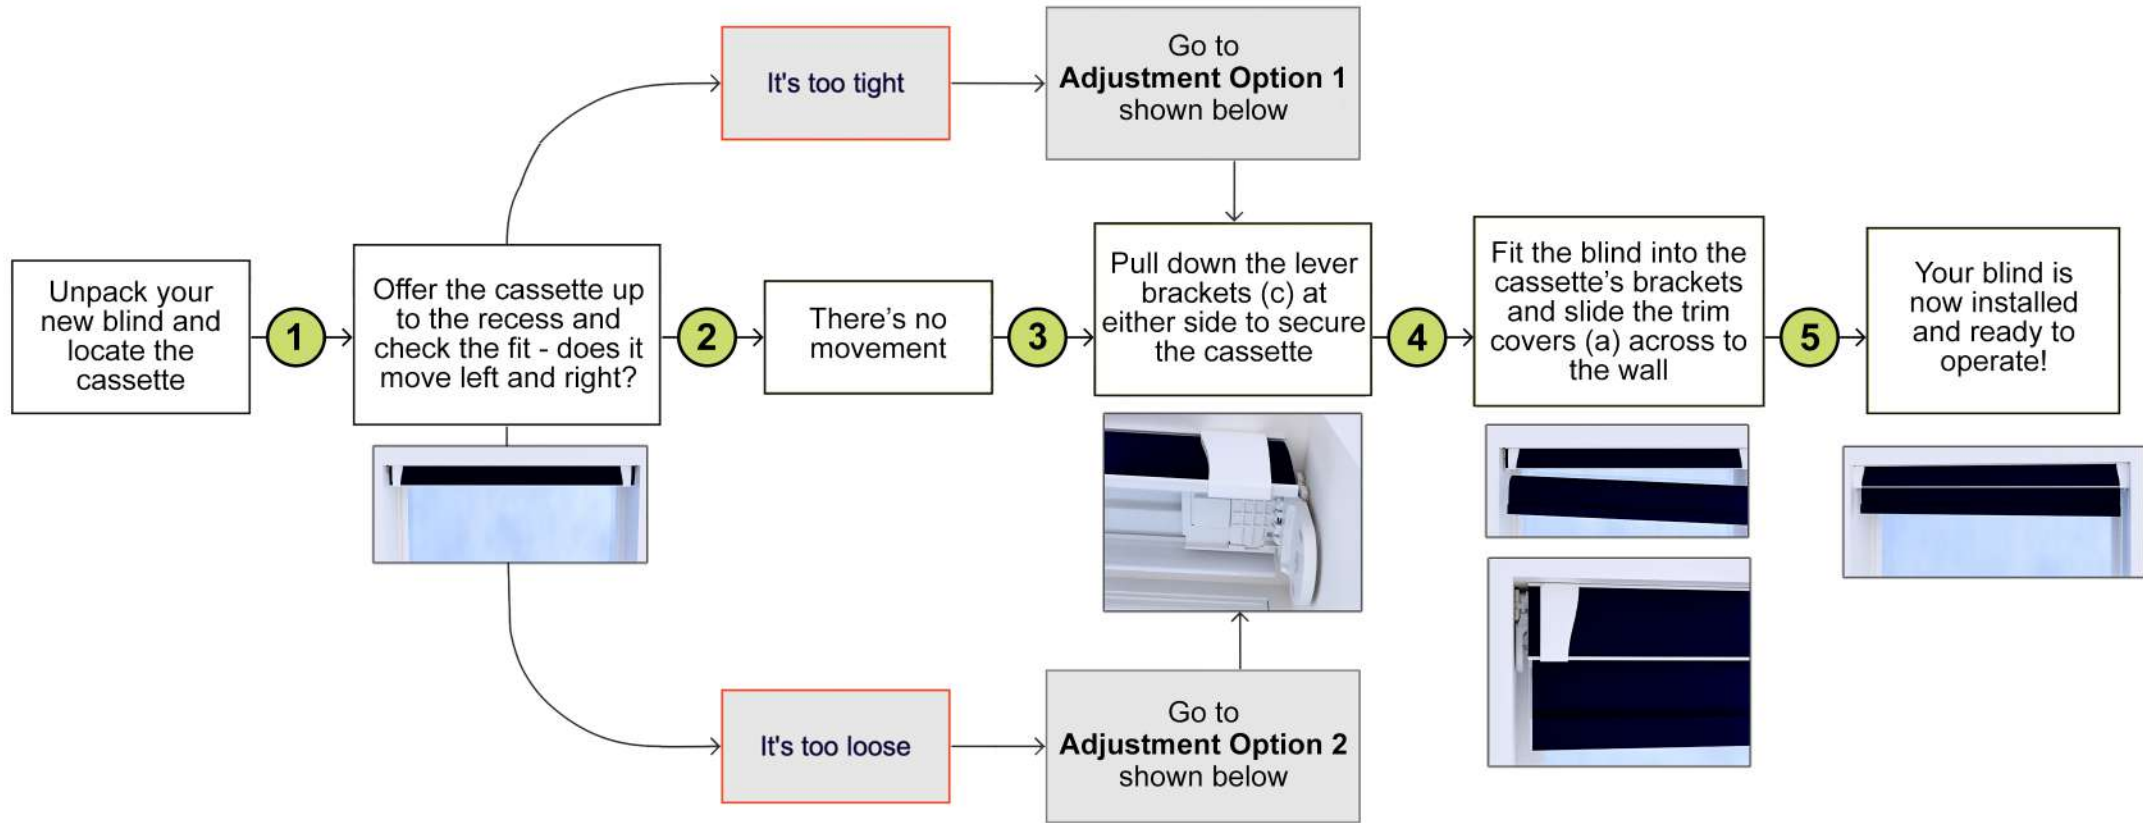 It's too tight
Go to
Adjustment Option 1
shown below
Unpack your
new blind and
locate the
cassette
1
Offer the cassette up
to the recess and
check the fit - does it
move left and right?
2
There’s no
movement
3
Pull down the lever
brackets (c) at
either side to secure
the cassette
4
Fit the blind into the
cassette’s brackets
and slide the trim
covers (a) across to
the wall
5
Your blind is
now installed
and ready to
operate!
It's too loose
Go to
Adjustment Option 2
shown below